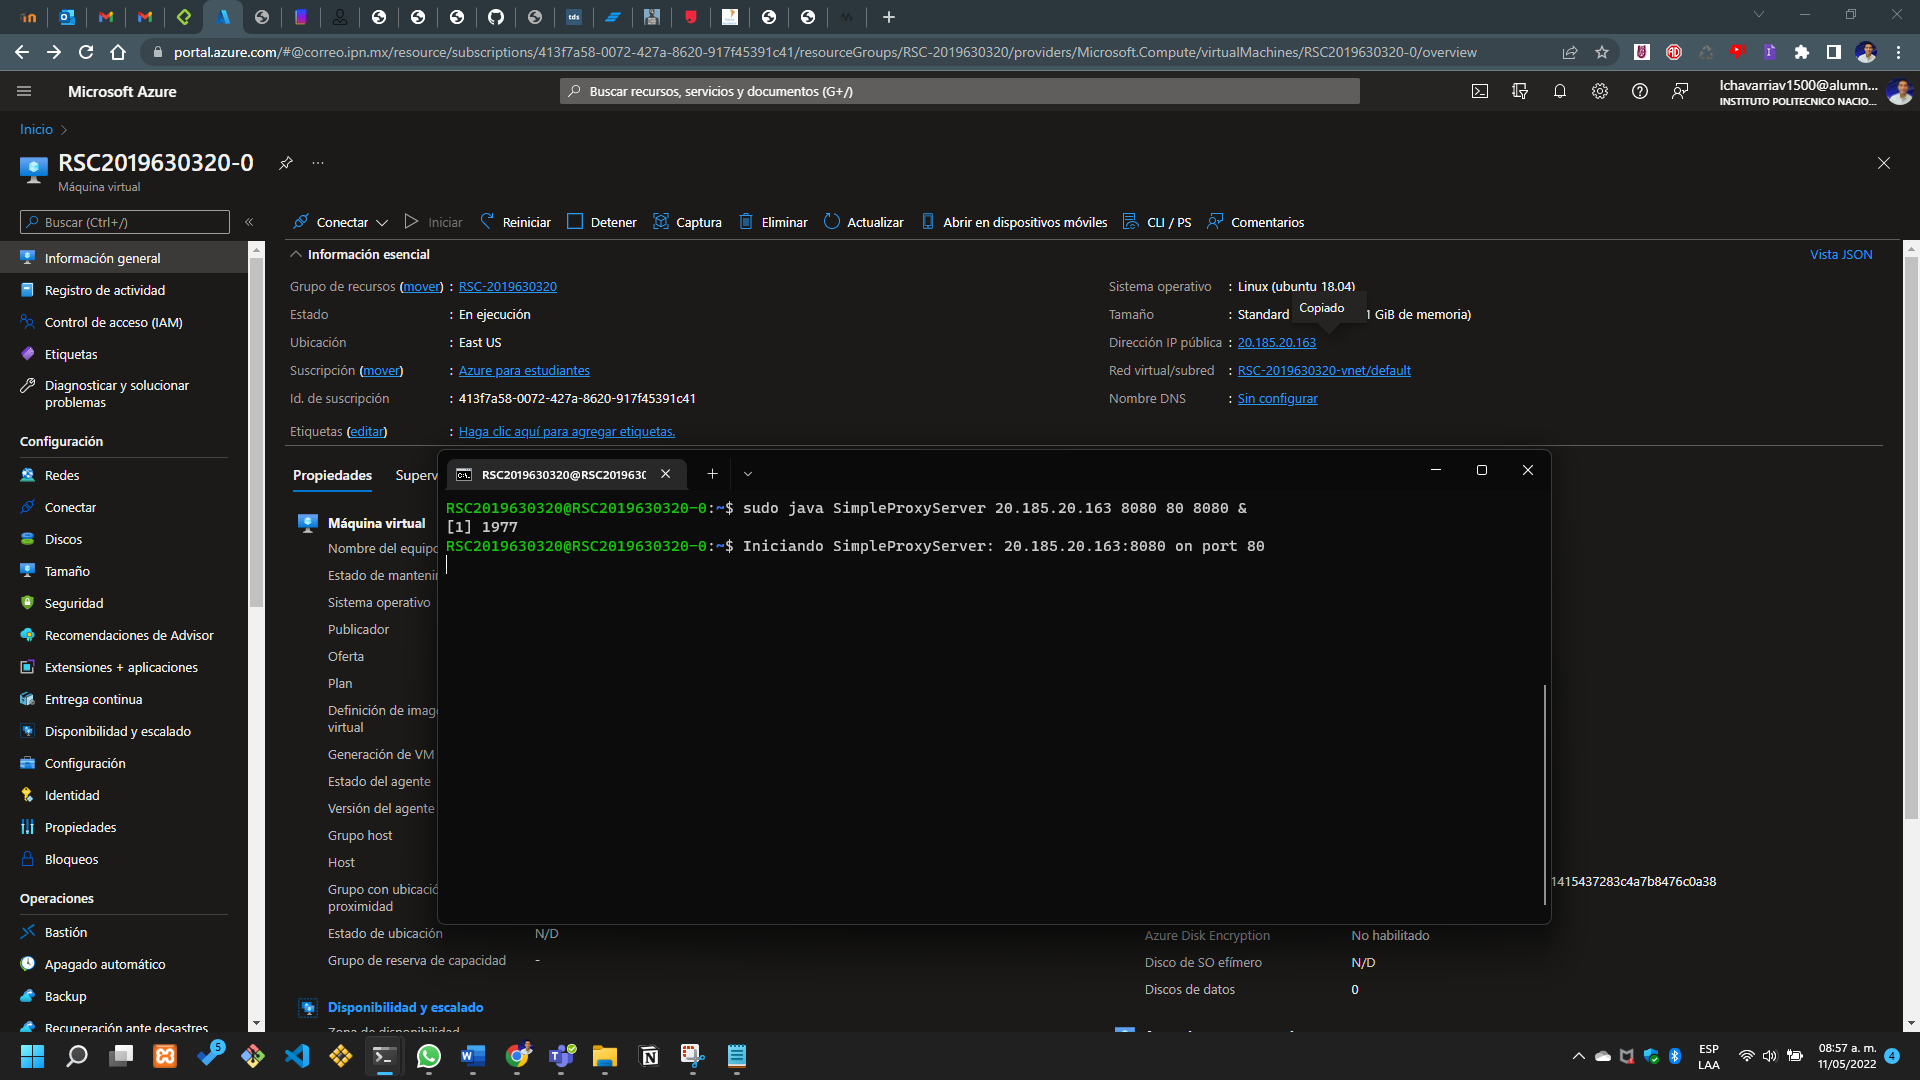 portal.azure.com/#@correo.ipn.mx/resource/subscriptions/413f7a58-0072-427a-8620-917f45391c41/resourceGroups/RSC-2019630320/providers/Microsoft.Compute/virtualMachines/RSC2019630320-0/overview
Microsoft Azure
Buscar recursos, servicios y documentos (G+/)
lchavarriav1500@alumn...
INSTITUTO POLITECNICO NACIO...
Inicio
RSC2019630320-0
Máquina virtual
Buscar (Ctrl+/)
Conectar
Iniciar
Reiniciar
Detener
Captura
Eliminar
Actualizar
Abrir en dispositivos móviles
CLI / PS
Comentarios
Información general
Registro de actividad
Control de acceso (IAM)
Etiquetas
Diagnosticar y solucionar
problemas
Configuración
Redes
Conectar
Discos
Tamaño
Seguridad
Recomendaciones de Advisor
Extensiones + aplicaciones
Entrega continua
Disponibilidad y escalado
Configuración
Identidad
Propiedades
Bloqueos
Operaciones
Bastión
Apagado automático
Backup
Recuperación ante desastres
Información esencial
Vista JSON
Grupo de recursos (mover) : RSC-2019630320
Estado : En ejecución
Ubicación : East US
Suscripción (mover) : Azure para estudiantes
Id. de suscripción : 413f7a58-0072-427a-8620-917f45391c41
Etiquetas (editar) : Haga clic aquí para agregar etiquetas.
Sistema operativo : Linux (ubuntu 18.04)
Copiado
Tamaño : Standard 1 GiB de memoria)
Dirección IP pública : 20.185.20.163
Red virtual/subred : RSC-2019630320-vnet/default
Nombre DNS : Sin configurar
Propiedades
Superv
Máquina virtual
Nombre del equipo
Estado de manteni
Sistema operativo
Publicador
Oferta
Plan
Definición de image
virtual
Generación de VM
Estado del agente
Versión del agente
Grupo host
Host
Grupo con ubicació
proximidad
Estado de ubicación N/D
Grupo de reserva de capacidad -
Disponibilidad y escalado
Zona de disponibilidad
RSC2019630320@RSC201963(
RSC2019630320@RSC2019630320-0:~$ sudo java SimpleProxyServer 20.185.20.163 8080 80 8080 &
[1] 1977
RSC2019630320@RSC2019630320-0:~$ Iniciando SimpleProxyServer: 20.185.20.163:8080 on port 80
1415437283c4a7b8476c0a38
Azure Disk Encryption No habilitado
Disco de SO efímero N/D
Discos de datos 0
5
ESP
LAA
08:57 a. m.
11/05/2022
4